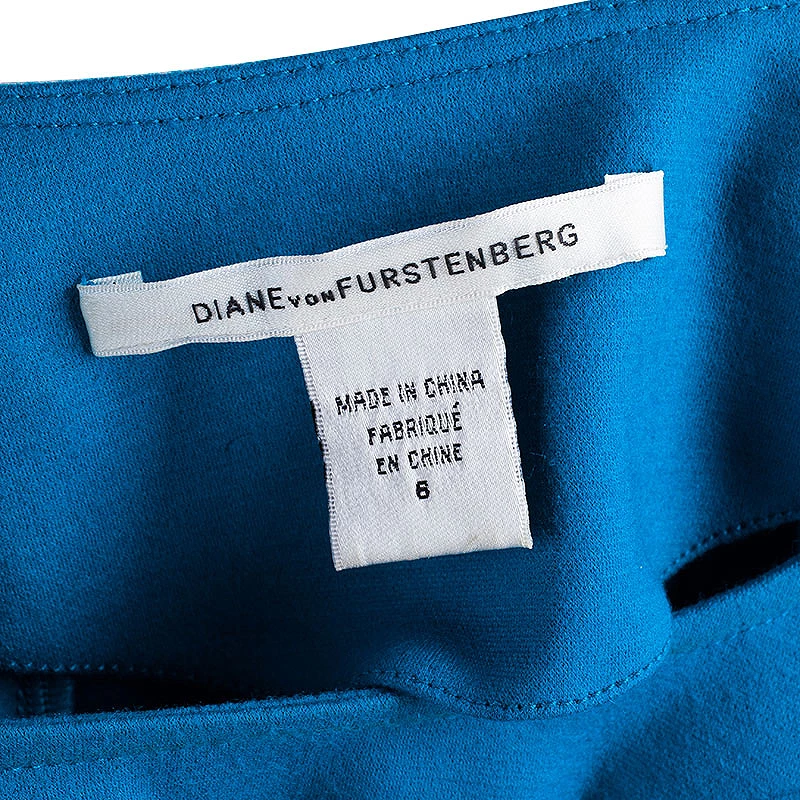 DIANE VON FURSTENBERG
MADE IN CHINA
FABRIQUÉ
EN CHINE
6